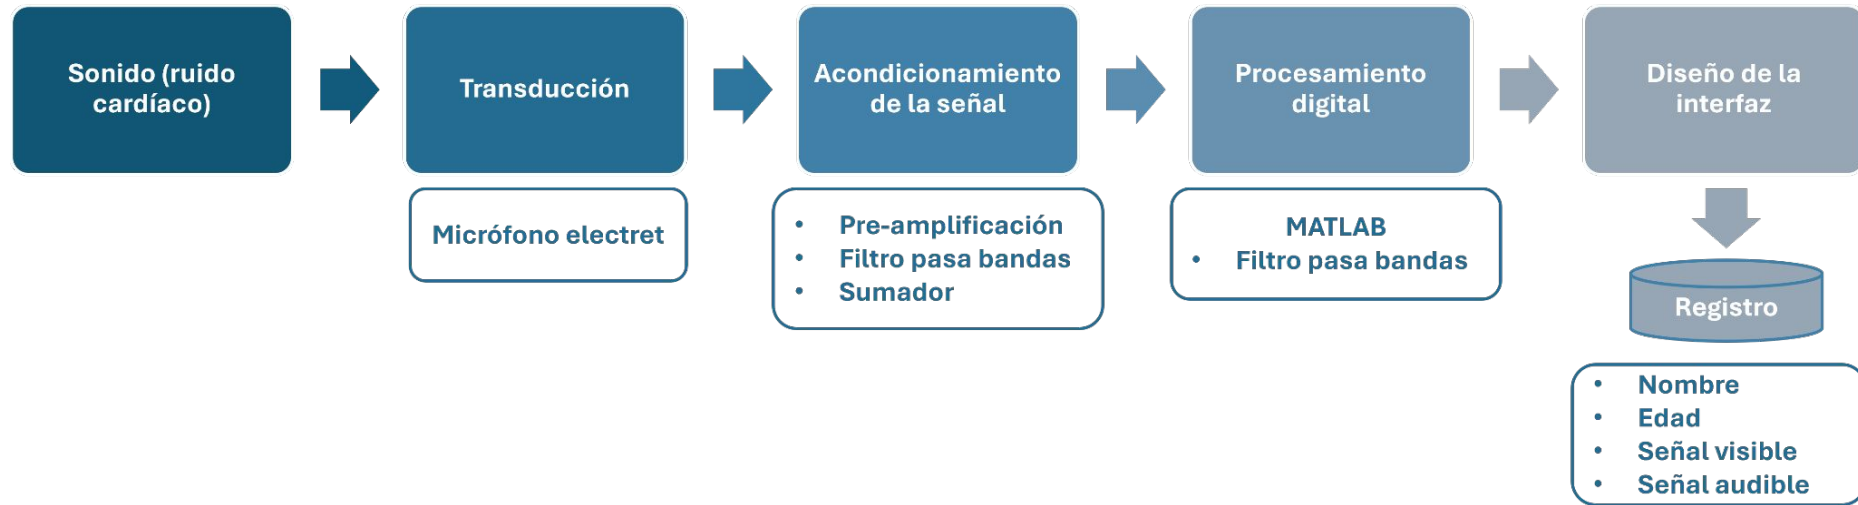 Sonido (ruido
cardíaco)
Transducción
Acondicionamiento
de la señal
Procesamiento
digital
Diseño de la
interfaz
Micrófono electret
• Pre-amplificación
• Filtro pasa bandas
• Sumador
MATLAB
• Filtro pasa bandas
Registro
• Nombre
• Edad
• Señal visible
• Señal audible